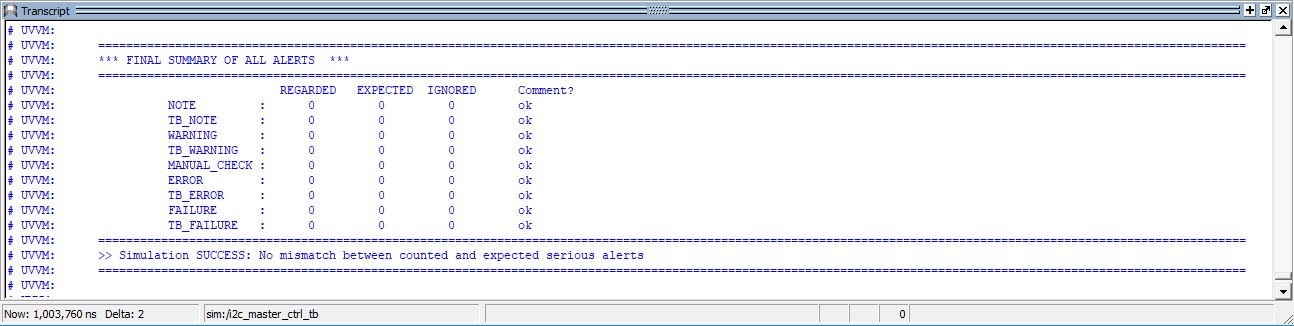 Transcript
# UVVM:
# UVVM: ====================================================================================================================================================================
# UVVM: *** FINAL SUMMARY OF ALL ALERTS ***
# UVVM: ====================================================================================================================================================================
# UVVM: REGARDED EXPECTED IGNORED Comment?
# UVVM: NOTE : 0 0 0 ok
# UVVM: TB_NOTE : 0 0 0 ok
# UVVM: WARNING : 0 0 0 ok
# UVVM: TB_WARNING : 0 0 0 ok
# UVVM: MANUAL_CHECK : 0 0 0 ok
# UVVM: ERROR : 0 0 0 ok
# UVVM: TB_ERROR : 0 0 0 ok
# UVVM: FAILURE : 0 0 0 ok
# UVVM: TB_FAILURE : 0 0 0 ok
# UVVM: ====================================================================================================================================================================
# UVVM: >> Simulation SUCCESS: No mismatch between counted and expected serious alerts
# UVVM: ====================================================================================================================================================================
# UVVM:
Now: 1,003,760 ns Delta: 2 sim:/i2c_master_ctrl_tb 0